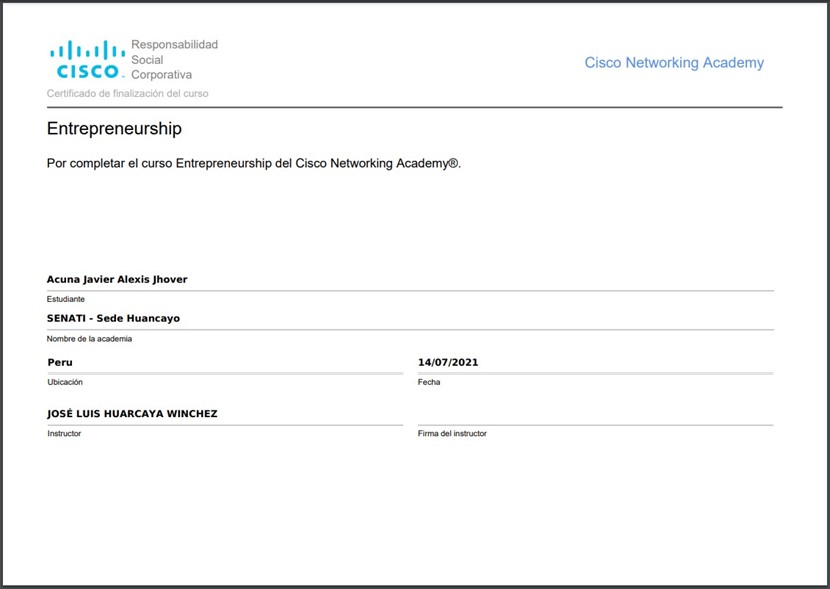 Responsabilidad
Social
Corporativa
CISCO
Cisco Networking Academy
Certificado de finalización del curso
Entrepreneurship
Por completar el curso Entrepreneurship del Cisco Networking Academy®.
Acuna Javier Alexis Jhover
Estudiante
SENATI - Sede Huancayo
Nombre de la academia
Peru
14/07/2021
Ubicación
Fecha
JOSÉ LUIS HUARCAYA WINCHEZ
Instructor
Firma del instructor